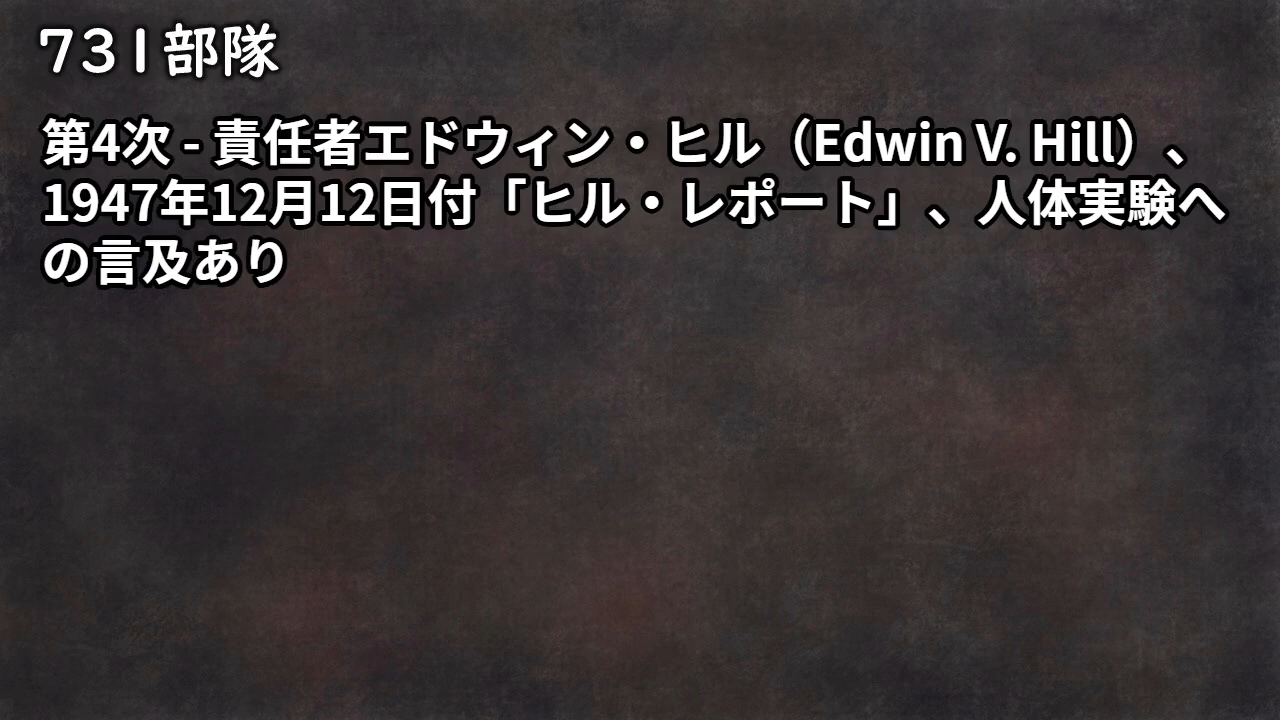 731部隊
第4次 - 責任者エドウィン・ヒル（Edwin V. Hill）、
1947年12月12日付「ヒル・レポート」、人体実験へ
の言及あり